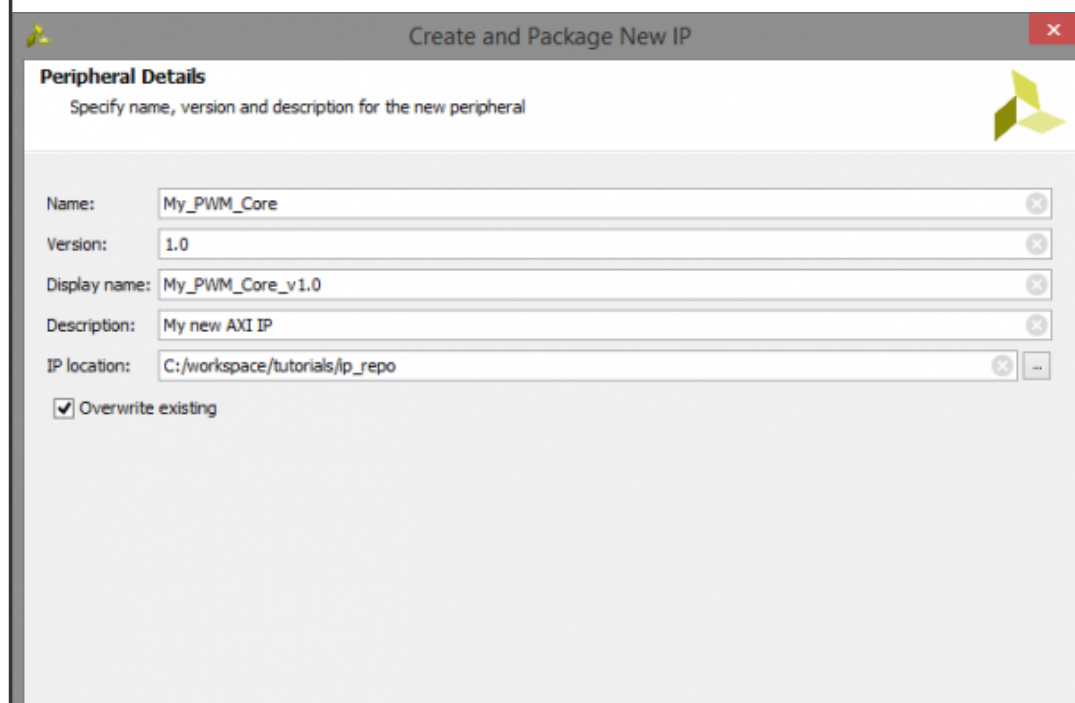 Create and Package New IP
Peripheral Details
Specify name, version and description for the new peripheral
Name: My_PWM_Core
Version: 1.0
Display name: My_PWM_Core_v1.0
Description: My new AXI IP
IP location: C:/workspace/tutorials/ip_repo ...
Overwrite existing